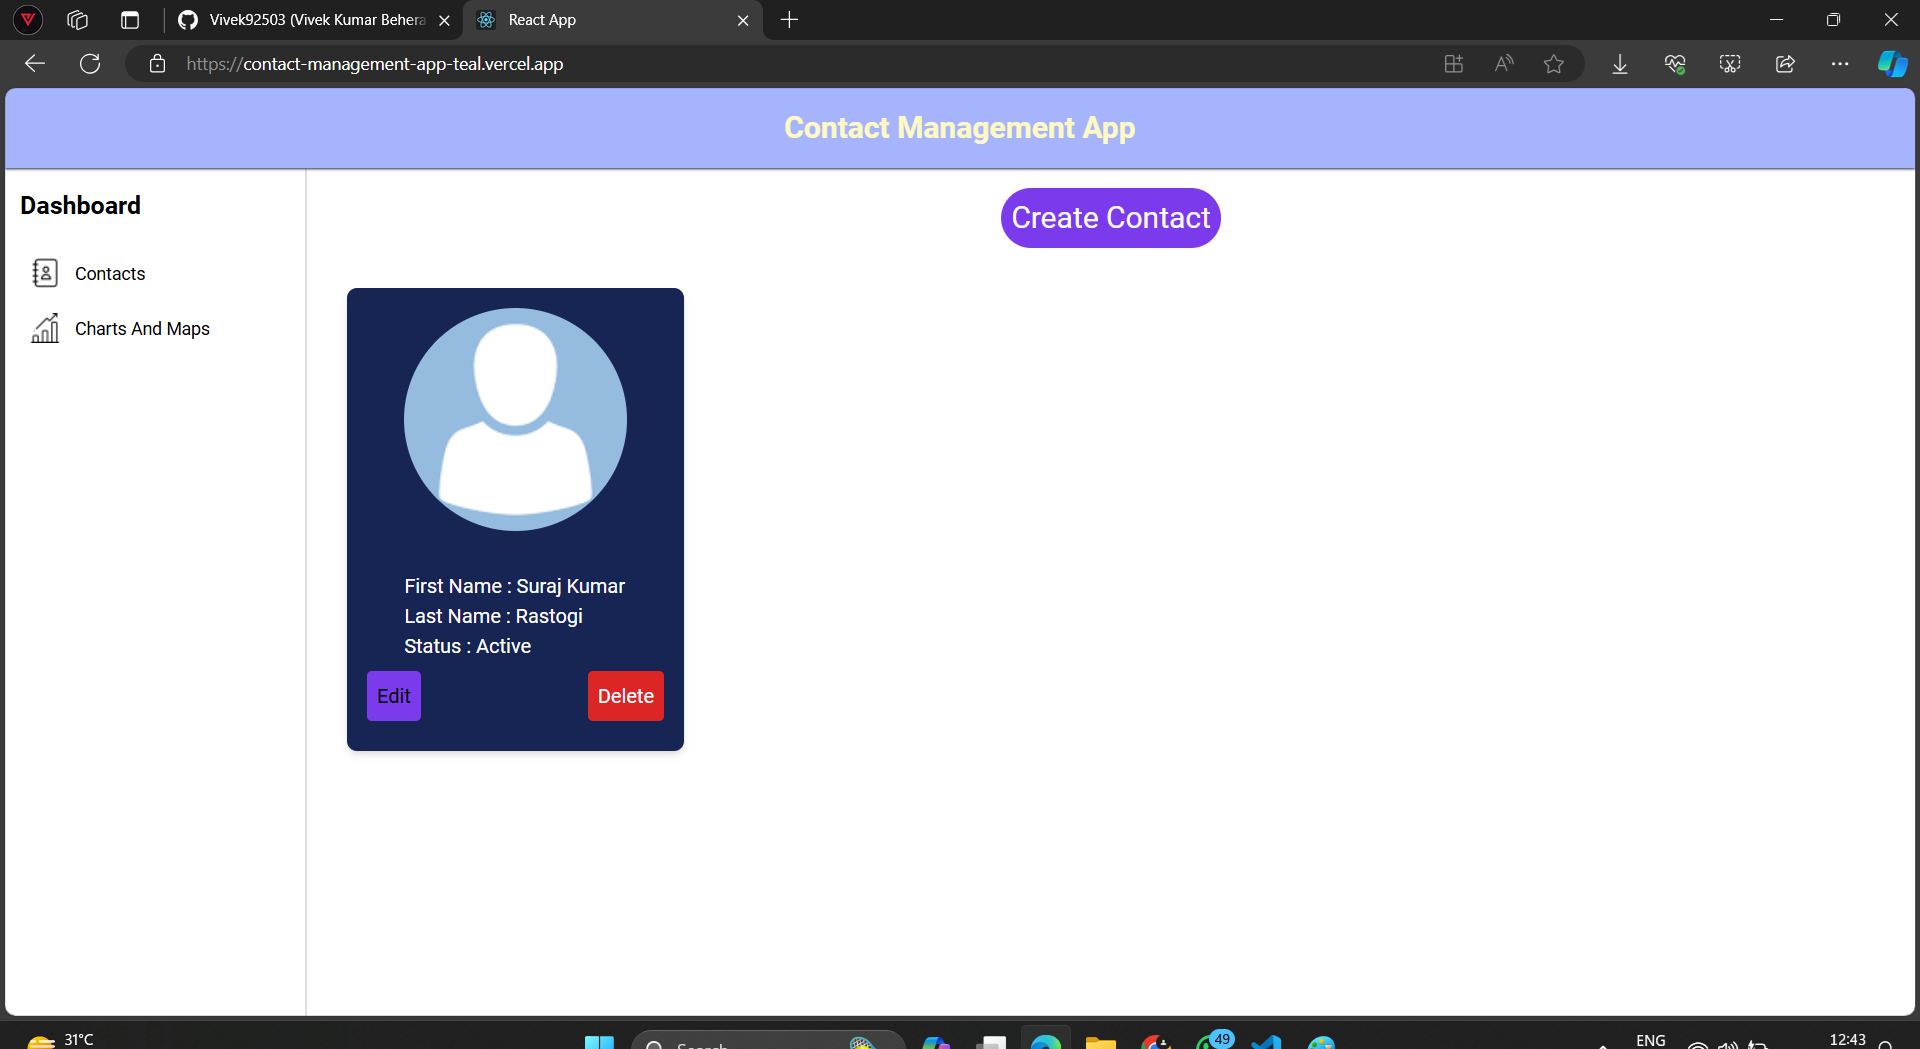 Vivek92503 (Vivek Kumar Behera
React App
https://contact-management-app-teal.vercel.app
Contact Management App
Dashboard
Contacts
Charts And Maps
Create Contact
First Name : Suraj Kumar
Last Name : Rastogi
Status : Active
Edit
Delete
31°C
Search
49
ENG
12:43